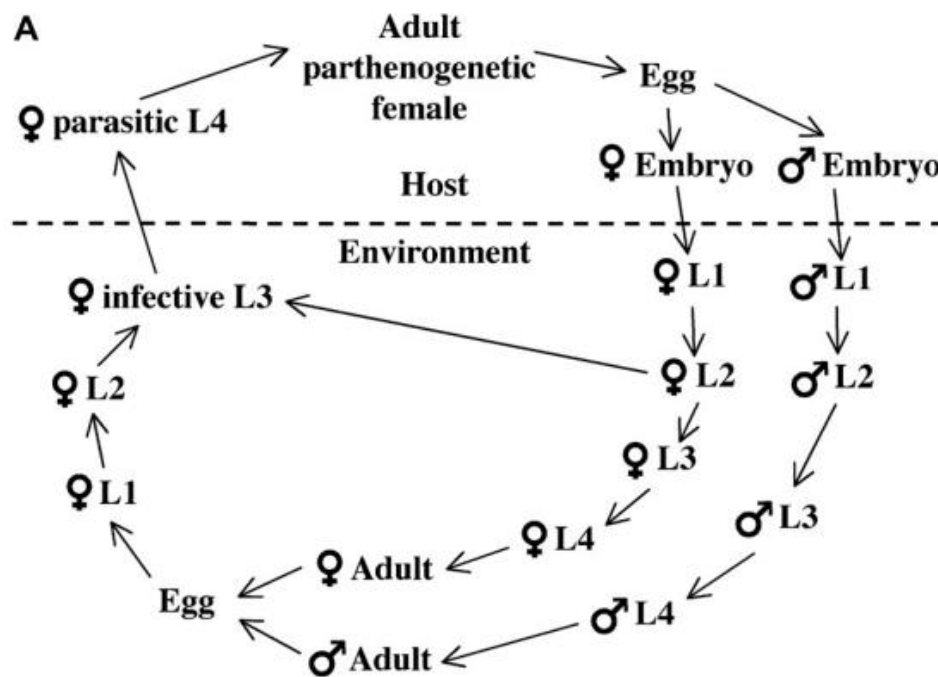 A
Adult
parthenogenetic
female
Egg
♀ parasitic L4
♀ Embryo
♂ Embryo
Host
Environment
♀ L1
♂ L1
♀ infective L3
♀ L2
♀ L2
♂ L2
♀ L3
♀ L1
♂ L3
♀ L4
♀ Adult
Egg
♂ L4
♂ Adult